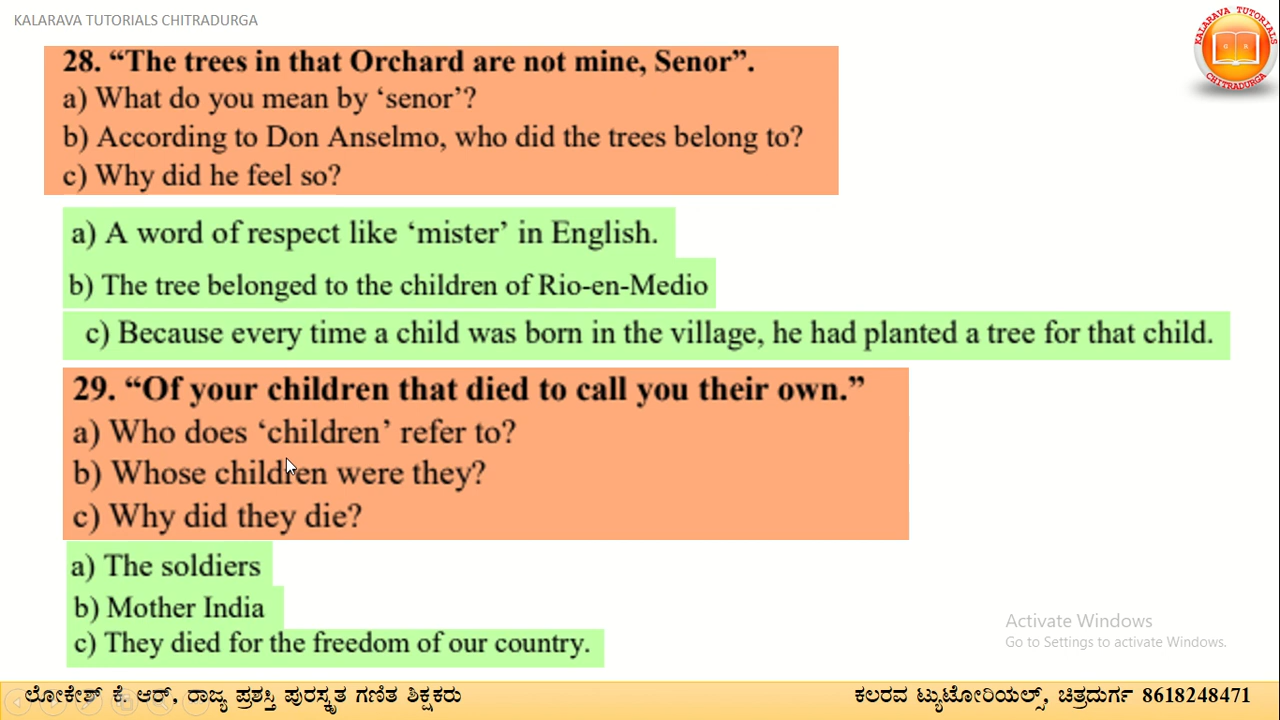 KALARAVA TUTORIALS CHITRADURGA
KALARAVA TUTORIALS
CHITRADURGA
28. “The trees in that Orchard are not mine, Senor”.
a) What do you mean by ‘senor’?
b) According to Don Anselmo, who did the trees belong to?
c) Why did he feel so?
a) A word of respect like ‘mister’ in English.
b) The tree belonged to the children of Rio-en-Medio
c) Because every time a child was born in the village, he had planted a tree for that child.
29. “Of your children that died to call you their own.”
a) Who does ‘children’ refer to?
b) Whose children were they?
c) Why did they die?
a) The soldiers
b) Mother India
c) They died for the freedom of our country.
Activate Windows
Go to Settings to activate Windows.
ಲೋಕೇಶ್ ಕೆ ಆರ್, ರಾಜ್ಯ ಪ್ರಶಸ್ತಿ ಪುರಸ್ಕೃತ ಗಣಿತ ಶಿಕ್ಷಕರು
ಕಲರವ ಟ್ಯುಟೋರಿಯಲ್ಸ್, ಚಿತ್ರದುರ್ಗ 8618248471